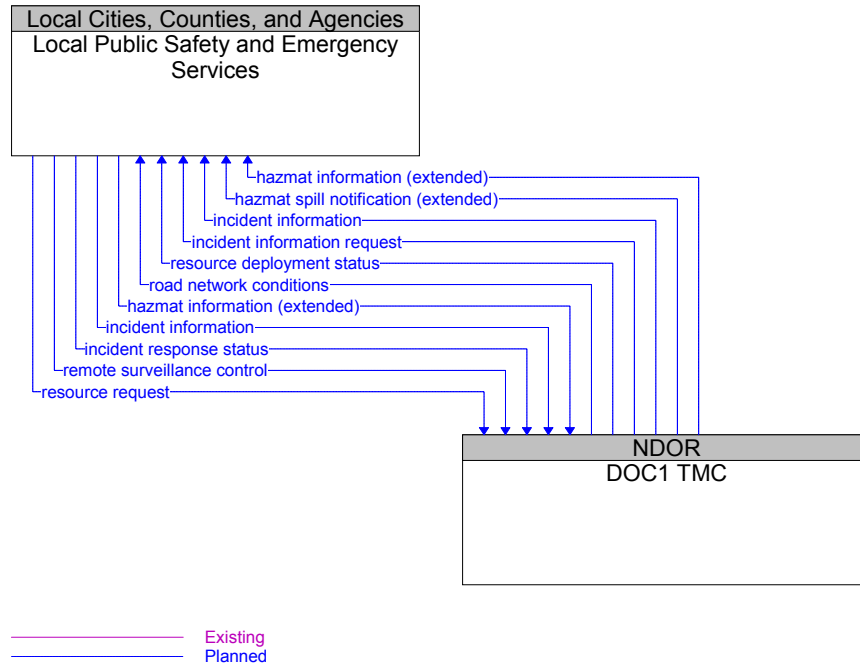 Local Cities, Counties, and Agencies
Local Public Safety and Emergency
Services
hazmat information (extended)
hazmat spill notification (extended)
incident information
incident information request
resource deployment status
road network conditions
hazmat information (extended)
incident information
incident response status
remote surveillance control
resource request
NDOR
DOC1 TMC
Existing
Planned